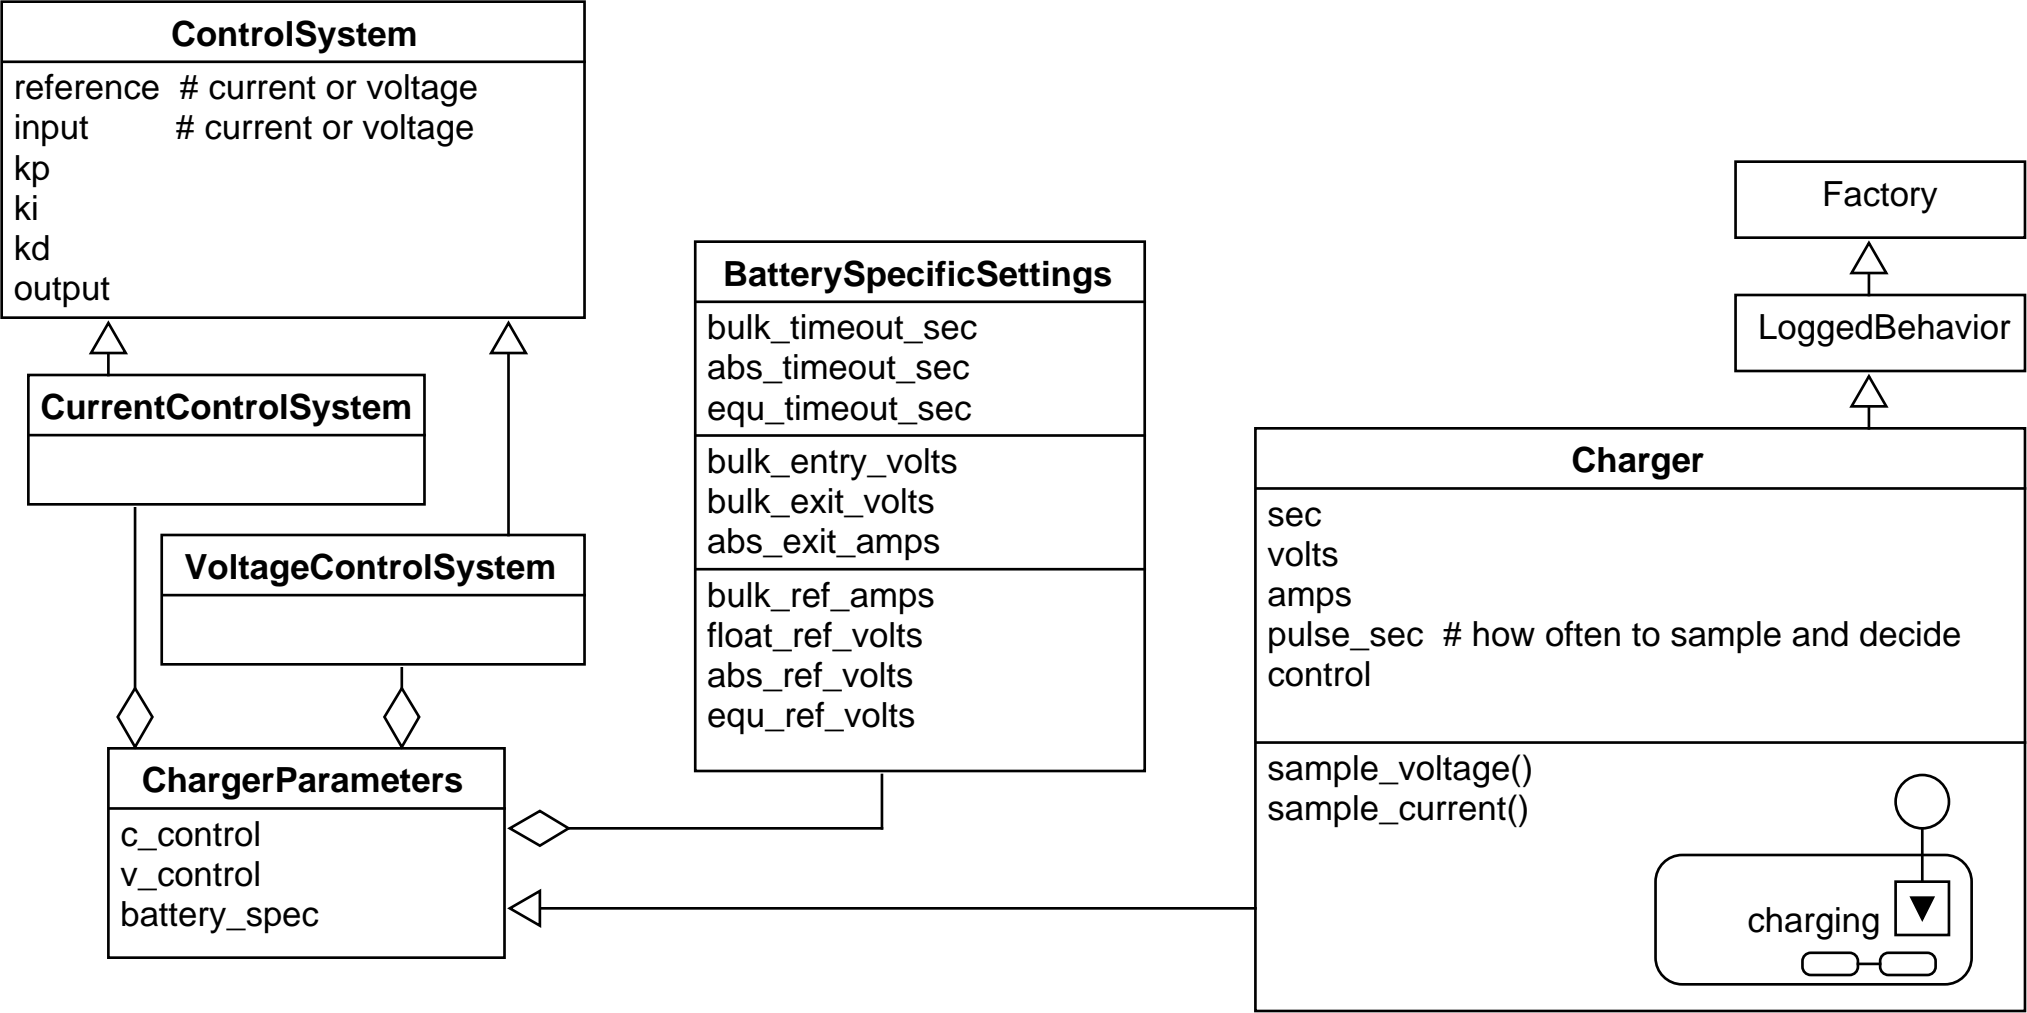 ControlSystem
reference # current or voltage
input # current or voltage
kp
ki
kd
output
CurrentControlSystem
VoltageControlSystem
ChargerParameters
c_control
v_control
battery_spec
BatterySpecificSettings
bulk_timeout_sec
abs_timeout_sec
equ_timeout_sec
bulk_entry_volts
bulk_exit_volts
abs_exit_amps
bulk_ref_amps
float_ref_volts
abs_ref_volts
equ_ref_volts
Factory
LoggedBehavior
Charger
sec
volts
amps
pulse_sec # how often to sample and decide
control
sample_voltage()
sample_current()
charging